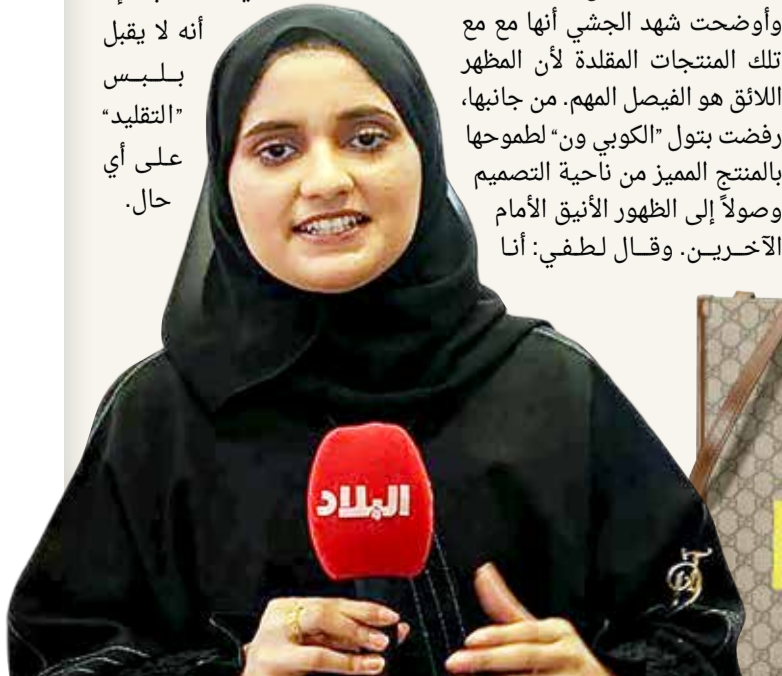 وأوضحت شهد الجشي أنها مع مع
تلك المنتجات المقلدة لأن المظهر
اللائق هو الفيصل المهم. من جانبها،
رفضت بتول "الكوبي ون" لطموحها
بالمنتج المميز من ناحية التصميم
وصولاً إلى الظهور الأنيق الأمام
الآخرين. وقال لطفي: أنا
أنه لا يقبل
بلبس
"التقليد"
على أي
حال.
البلاد